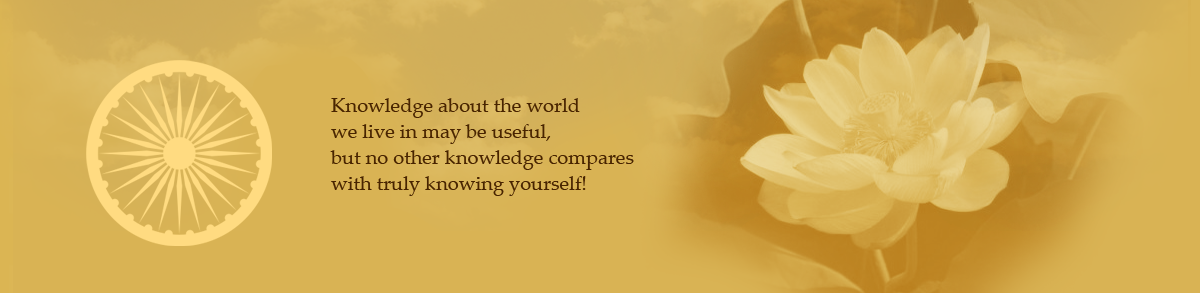 Knowledge about the world
we live in may be useful,
but no other knowledge compares
with truly knowing yourself!